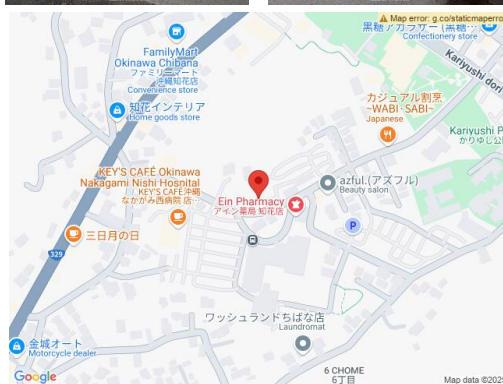 Map error: g.co/staticmaperro
黒糖アガラサー (黒糖…
Confectionery store
Kariyushi dori
FamilyMart
Okinawa Chibana
ファミリーマート
沖縄知花店
Convenience store
知花インテリア
Home goods store
カジュアル割烹
~WABI·SABI~
Japanese
Kariyushi P
かりゆし公
KEY'S CAFÉ Okinawa
Nakagami Nishi Hospital
KEY'S CAFÉ沖縄
なかがみ西病院 店…
azful.(アズフル)
Beauty salon
Ein Pharmacy
アイン薬局 知花店
P
三日月の日
329
ワッシュランドちばな店
Laundromat
金城オート
Motorcycle dealer
6 CHOME
6丁目
Google
Map data ©202